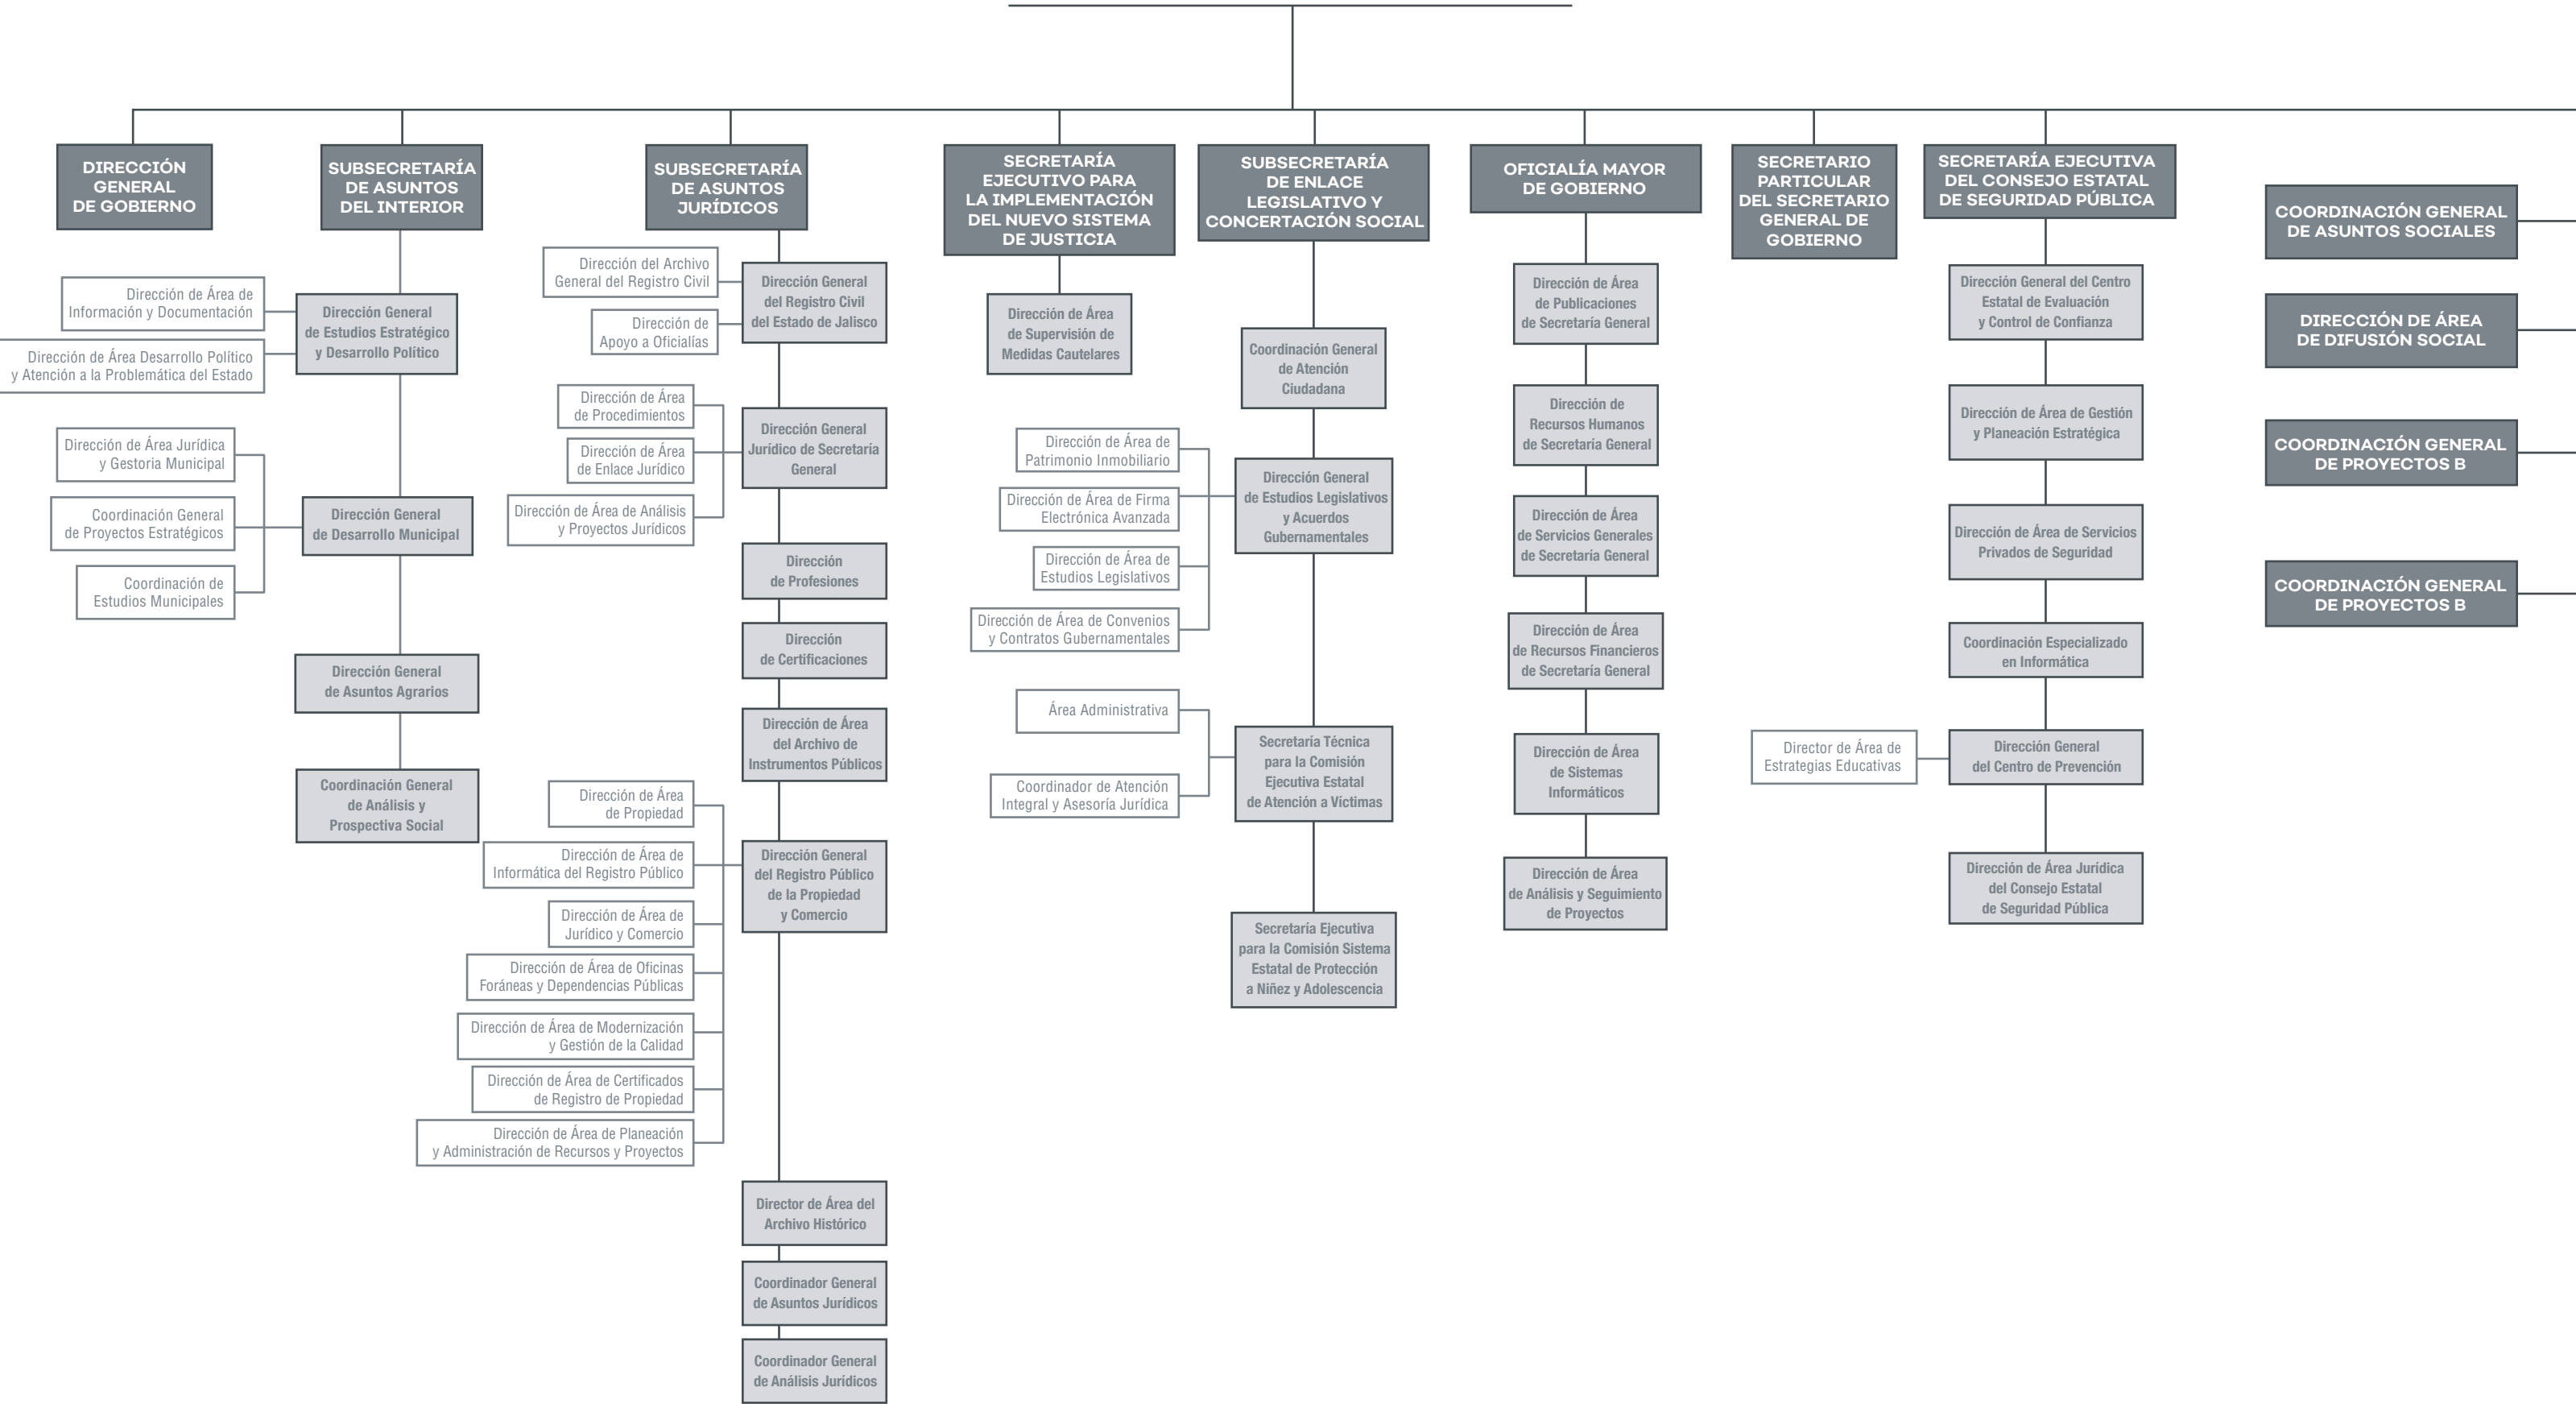 DIRECCIÓN
GENERAL
DE GOBIERNO
SUBSECRETARÍA
DE ASUNTOS
DEL INTERIOR
Dirección de Área de
Información y Documentación
Dirección de Área Desarrollo Político
y Atención a la Problemática del Estado
Dirección General
de Estudios Estratégico
y Desarrollo Político
Dirección de Área Jurídica
y Gestoria Municipal
Coordinación General
de Proyectos Estratégicos
Coordinación de
Estudios Municipales
Dirección General
de Desarrollo Municipal
Dirección General
de Asuntos Agrarios
Coordinación General
de Análisis y
Prospectiva Social
SUBSECRETARÍA
DE ASUNTOS
JURÍDICOS
Dirección del Archivo
General del Registro Civil
Dirección de
Apoyo a Oficialías
Dirección General
del Registro Civil
del Estado de Jalisco
Dirección de Área
de Procedimientos
Dirección de Área
de Enlace Jurídico
Dirección de Área de Análisis
y Proyectos Jurídicos
Dirección General
Jurídico de Secretaría
General
Dirección
de Profesiones
Dirección
de Certificaciones
Dirección de Área
del Archivo de
Instrumentos Públicos
Dirección de Área
de Propiedad
Dirección de Área de
Informática del Registro Público
Dirección de Área de
Jurídico y Comercio
Dirección de Área de Oficinas
Foráneas y Dependencias Públicas
Dirección de Área de Modernización
y Gestión de la Calidad
Dirección de Área de Certificados
de Registro de Propiedad
Dirección de Área de Planeación
y Administración de Recursos y Proyectos
Dirección General
del Registro Público
de la Propiedad
y Comercio
Director de Área del
Archivo Histórico
Coordinador General
de Asuntos Jurídicos
Coordinador General
de Análisis Jurídicos
SECRETARÍA
EJECUTIVO PARA
LA IMPLEMENTACIÓN
DEL NUEVO SISTEMA
DE JUSTICIA
Dirección de Área
de Supervisión de
Medidas Cautelares
SUBSECRETARÍA
DE ENLACE
LEGISLATIVO Y
CONCERTACIÓN SOCIAL
Coordinación General
de Atención
Ciudadana
Dirección de Área de
Patrimonio Inmobiliario
Dirección de Área de Firma
Electrónica Avanzada
Dirección de Área de
Estudios Legislativos
Dirección de Área de Convenios
y Contratos Gubernamentales
Dirección General
de Estudios Legislativos
y Acuerdos
Gubernamentales
Área Administrativa
Coordinador de Atención
Integral y Asesoría Jurídica
Secretaría Técnica
para la Comisión
Ejecutiva Estatal
de Atención a Víctimas
Secretaría Ejecutiva
para la Comisión Sistema
Estatal de Protección
a Niñez y Adolescencia
OFICIALÍA MAYOR
DE GOBIERNO
Dirección de Área
de Publicaciones
de Secretaría General
Dirección de
Recursos Humanos
de Secretaría General
Dirección de Área
de Servicios Generales
de Secretaría General
Dirección de Área
de Recursos Financieros
de Secretaría General
Dirección de Área
de Sistemas
Informáticos
Dirección de Área
de Análisis y Seguimiento
de Proyectos
SECRETARIO
PARTICULAR
DEL SECRETARIO
GENERAL DE
GOBIERNO
SECRETARÍA EJECUTIVA
DEL CONSEJO ESTATAL
DE SEGURIDAD PÚBLICA
Dirección General del Centro
Estatal de Evaluación
y Control de Confianza
Dirección de Área de Gestión
y Planeación Estratégica
Dirección de Área de Servicios
Privados de Seguridad
Coordinación Especializado
en Informática
Director de Área de
Estrategias Educativas
Dirección General
del Centro de Prevención
Dirección de Área Jurídica
del Consejo Estatal
de Seguridad Pública
COORDINACIÓN GENERAL
DE ASUNTOS SOCIALES
DIRECCIÓN DE ÁREA
DE DIFUSIÓN SOCIAL
COORDINACIÓN GENERAL
DE PROYECTOS B
COORDINACIÓN GENERAL
DE PROYECTOS B